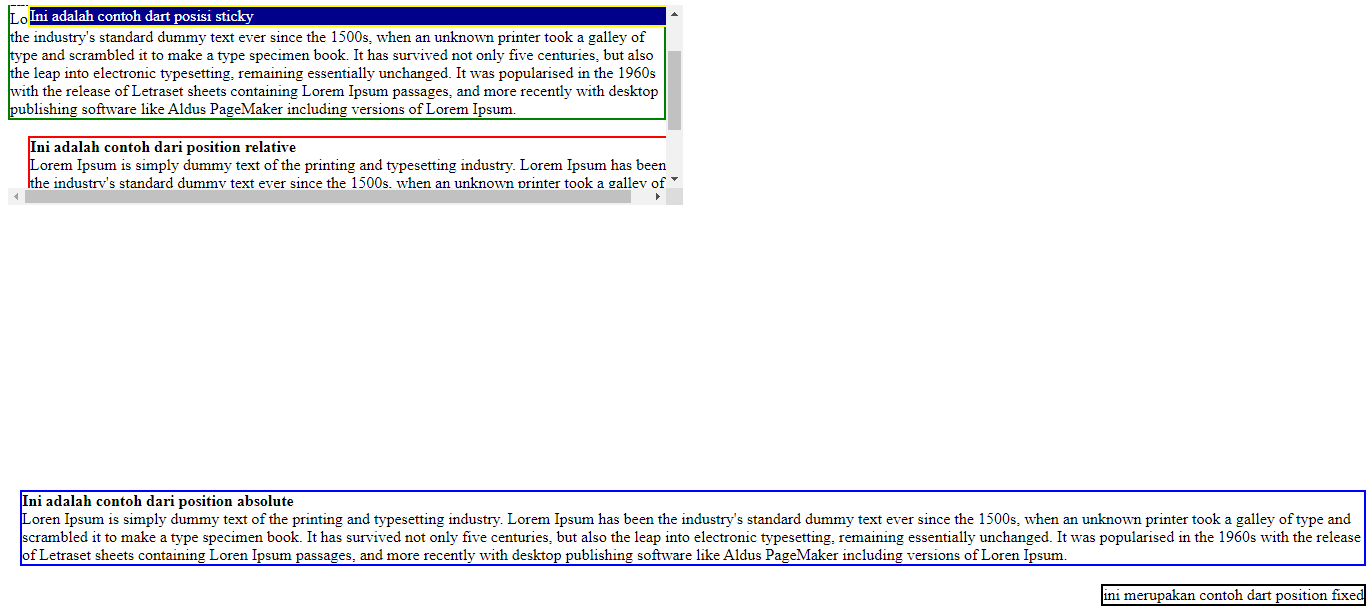 Ini adalah contoh dart posisi sticky
Lo
the industry's standard dummy text ever since the 1500s, when an unknown printer took a galley of
type and scrambled it to make a type specimen book. It has survived not only five centuries, but also
the leap into electronic typesetting, remaining essentially unchanged. It was popularised in the 1960s
with the release of Letraset sheets containing Lorem Ipsum passages, and more recently with desktop
publishing software like Aldus PageMaker including versions of Lorem Ipsum.
Ini adalah contoh dari position relative
Lorem Ipsum is simply dummy text of the printing and typesetting industry. Lorem Ipsum has been
the industry's standard dummy text ever since the 1500s, when an unknown printer took a galley of
Ini adalah contoh dari position absolute
Loren Ipsum is simply dummy text of the printing and typesetting industry. Lorem Ipsum has been the industry's standard dummy text ever since the 1500s, when an unknown printer took a galley of type and
scrambled it to make a type specimen book. It has survived not only five centuries, but also the leap into electronic typesetting, remaining essentially unchanged. It was popularised in the 1960s with the release
of Letraset sheets containing Loren Ipsum passages, and more recently with desktop publishing software like Aldus PageMaker including versions of Loren Ipsum.
ini merupakan contoh dart position fixed